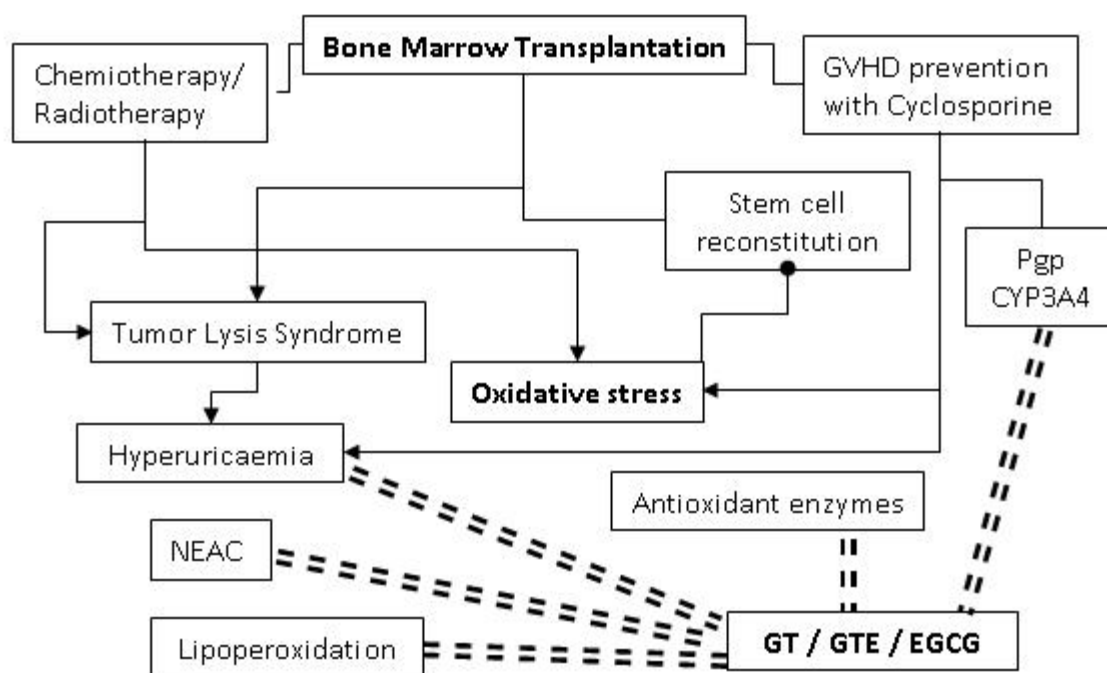 Bone Marrow Transplantation
Chemiotherapy/
Radiotherapy
GVHD prevention
with Cyclosporine
Stem cell
reconstitution
Pgp
CYP3A4
Tumor Lysis Syndrome
Oxidative stress
Hyperuricaemia
Antioxidant enzymes
NEAC
Lipoperoxidation
GT / GTE / EGCG